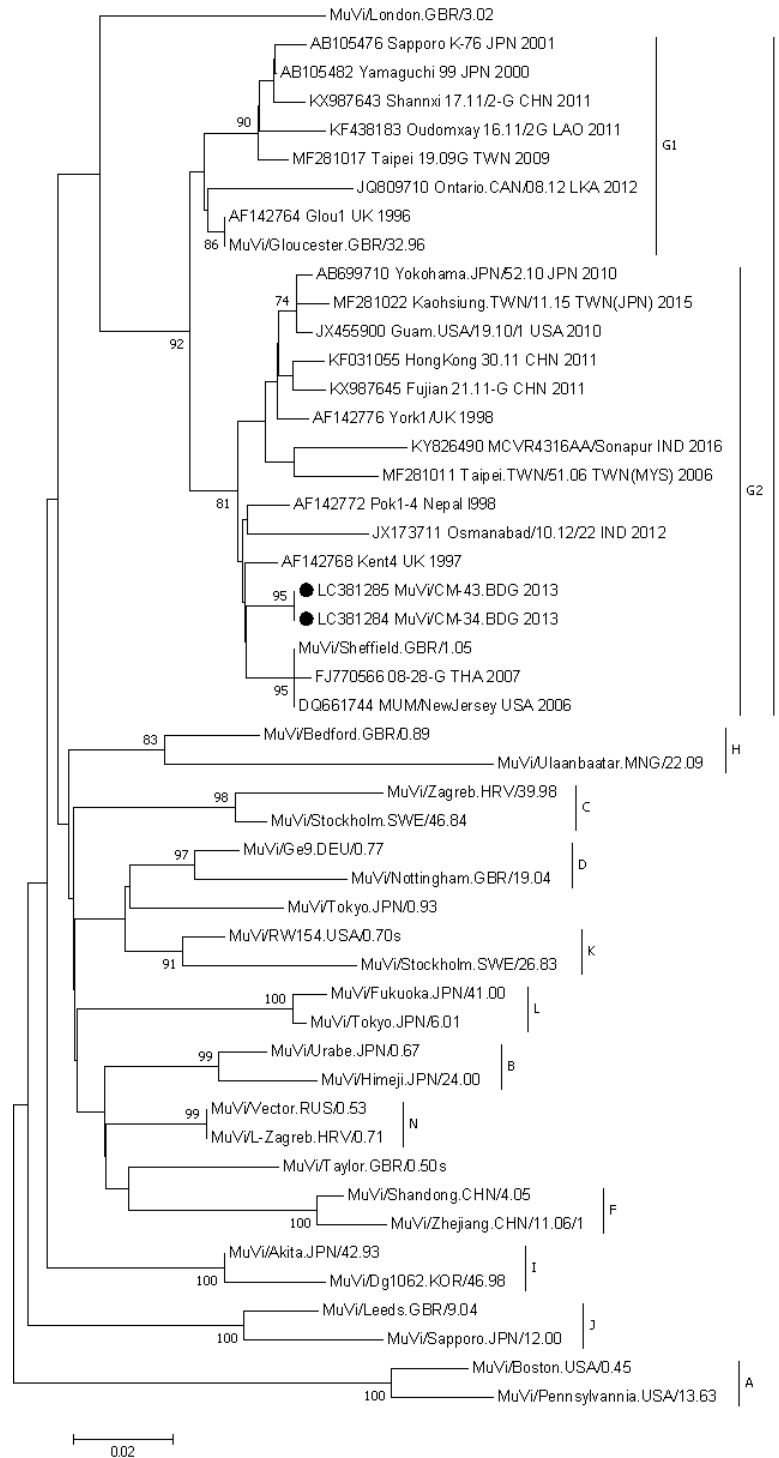 MuVi/London.GBR/3.02
AB105476 Sapporo K-76 JPN 2001
AB105482 Yamaguchi 99 JPN 2000
KX987643 Shannxi 17.11/2-G CHN 2011
90
KF438183 Oudomxay 16.11/2G LAO 2011
G1
MF281017 Taipei 19.09G TWN 2009
JQ809710 Ontario.CAN/08.12 LKA 2012
AF142764 Glou1 UK 1996
86
MuVi/Gloucester.GBR/32.96
AB699710 Yokohama.JPN/52.10 JPN 2010
74
MF281022 Kaohsiung.TWN/11.15 TWN(JPN) 2015
JX455900 Guam.USA/19.10/1 USA 2010
92
KF031055 HongKong 30.11 CHN 2011
KX987645 Fujian 21.11-G CHN 2011
AF142776 York1/UK 1998
KY826490 MCVR4316AA/Sonapur IND 2016
MF281011 Taipei.TWN/51.06 TWN(MYS) 2006
G2
81
AF142772 Pok1-4 Nepal I998
JX173711 Osmanabad/10.12/22 IND 2012
AF142768 Kent4 UK 1997
95
LC381285 MuVi/CM-43.BDG 2013
LC381284 MuVi/CM-34.BDG 2013
MuVi/Sheffield.GBR/1.05
FJ770566 08-28-G THA 2007
95
DQ661744 MUM/NewJersey USA 2006
MuVi/Bedford.GBR/0.89
83
H
MuVi/Ulaanbaatar.MNG/22.09
MuVi/Zagreb.HRV/39.98
98
C
MuVi/Stockholm.SWE/46.84
MuVi/Ge9.DEU/0.77
97
D
MuVi/Nottingham.GBR/19.04
MuVi/Tokyo.JPN/0.93
MuVi/RW154.USA/0.70s
K
91
MuVi/Stockholm.SWE/26.83
MuVi/Fukuoka.JPN/41.00
100
L
MuVi/Tokyo.JPN/6.01
MuVi/Urabe.JPN/0.67
99
B
MuVi/Himeji.JPN/24.00
MuVi/Vector.RUS/0.53
99
N
MuVi/L-Zagreb.HRV/0.71
MuVi/Taylor.GBR/0.50s
MuVi/Shandong.CHN/4.05
F
100
MuVi/Zhejiang.CHN/11.06/1
MuVi/Akita.JPN/42.93
I
100
MuVi/Dg1062.KOR/46.98
MuVi/Leeds.GBR/9.04
J
100
MuVi/Sapporo.JPN/12.00
MuVi/Boston.USA/0.45
A
100
MuVi/Pennsylvannia.USA/13.63
0.02